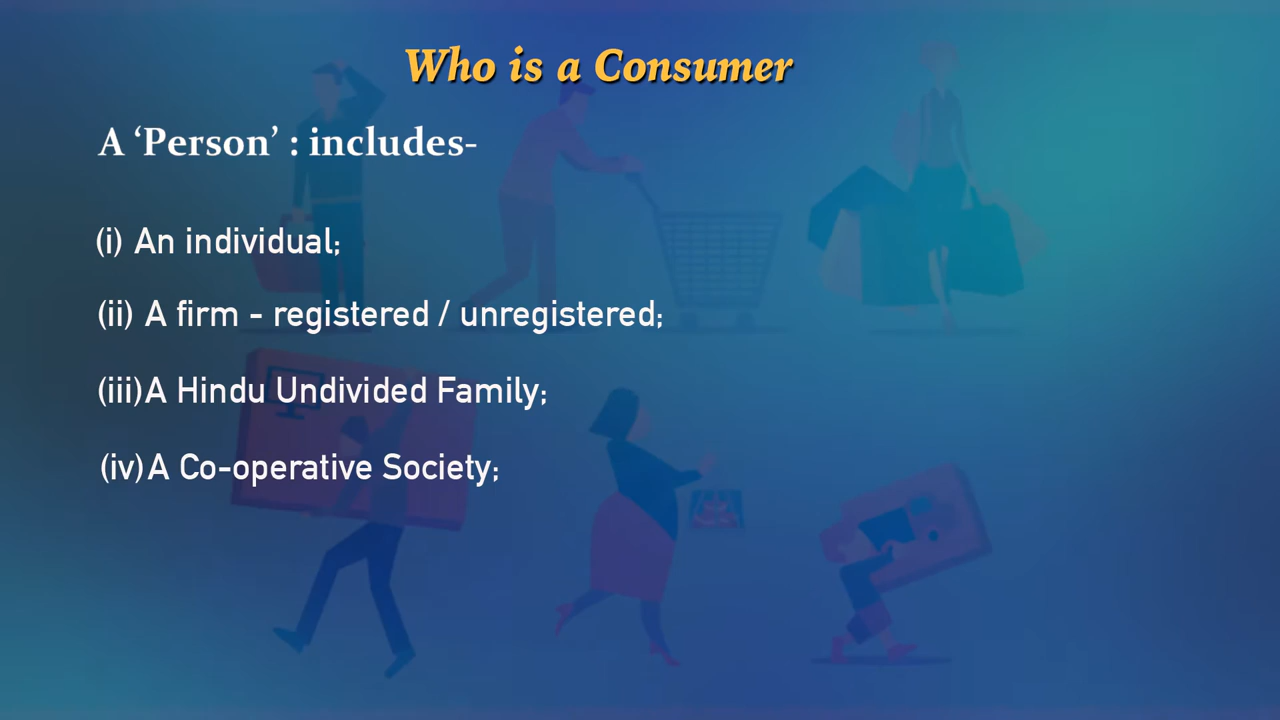 Who is a Consumer
A ‘Person’ : includes-
(i) An individual;
(ii) A firm - registered / unregistered;
(iii)A Hindu Undivided Family;
(iv)A Co-operative Society;